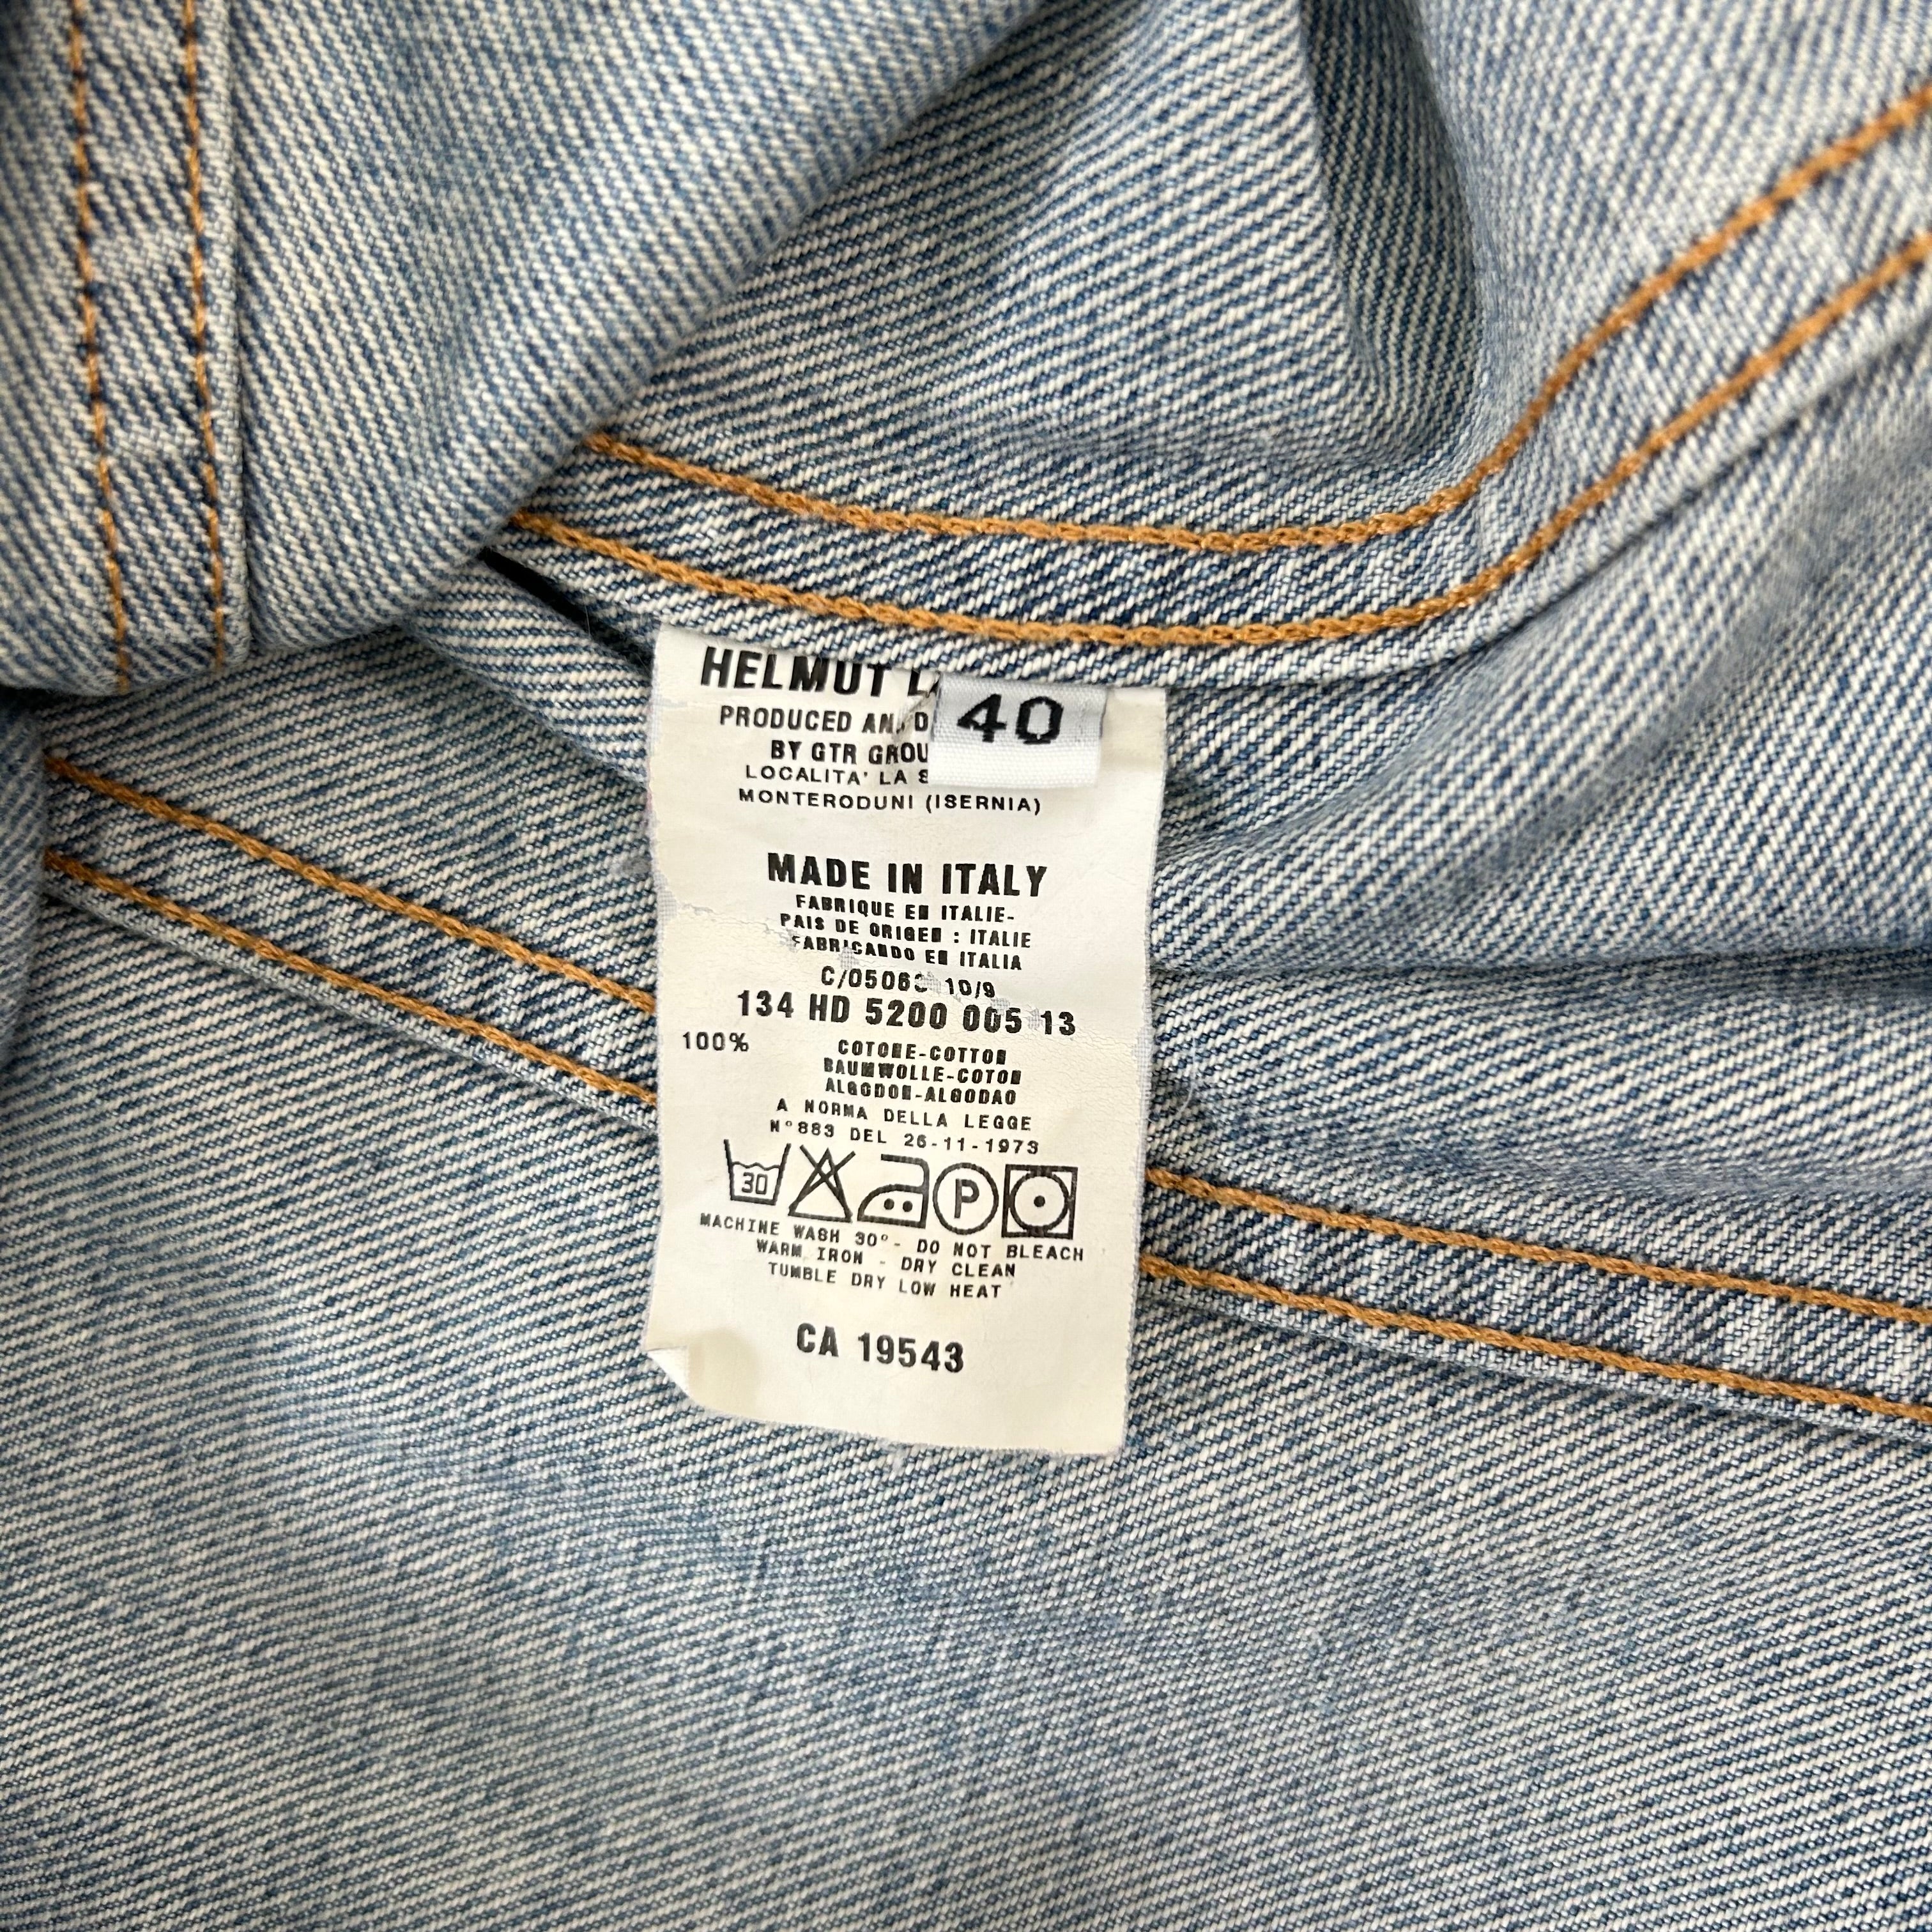 HELMUT
40
PRODUCED AND
BY GTR
LOCALITA' LA
MONTERODUNI (ISERNIA)
MADE IN ITALY
FABRIQUE EN ITALIE-
PAIS DE ORIGEN : ITALIE
FABRICANDO EN ITALIA
10/9
134 HD 5200 005 13
100% COTONE-COTTON
BAUMWOLLE-COTON
ALGODON-ALGODAO
A NORMA DELLA LEGGE
N°883 DEL 26-11-1973
30 P
MACHINE WASH 30° - DO NOT BLEACH
WARM IRON - DRY CLEAN
TUMBLE DRY LOW HEAT
CA 19543